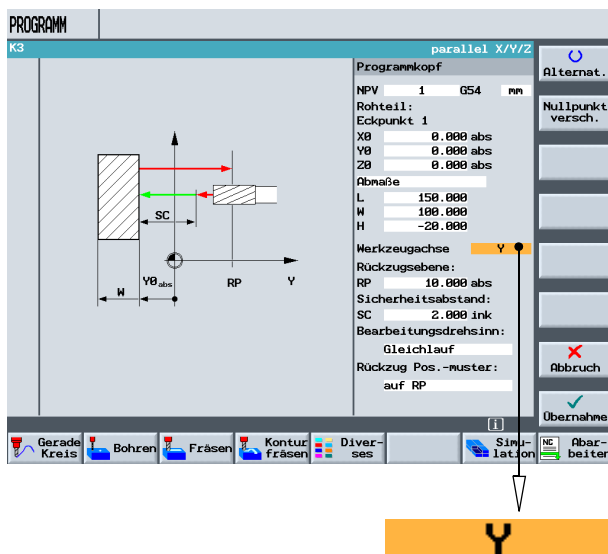 PROGRAMM
K3
parallel X/Y/Z
Programmkopf
NPV 1 G54 mm
Rohteil:
Eckpunkt 1
X0 0.000 abs
Y0 0.000 abs
Z0 0.000 abs
Abmaße
L 150.000
W 100.000
H -20.000
Werkzeugachse Y
Rückzugsebene:
RP 10.000 abs
Sicherheitsabstand:
SC 2.000 ink
Bearbeitungsdrehsinn:
Gleichlauf
Rückzug Pos.-muster:
auf RP
SC
W
Y0abs
RP
Y
Alternat.
Nullpunkt
versch.
Abbruch
Übernahme
i
Gerade
Kreis
Bohren
Fräsen
Kontur
fräsen
Diver-
ses
Simu-
lation
NC
Abar-
beiten
Y